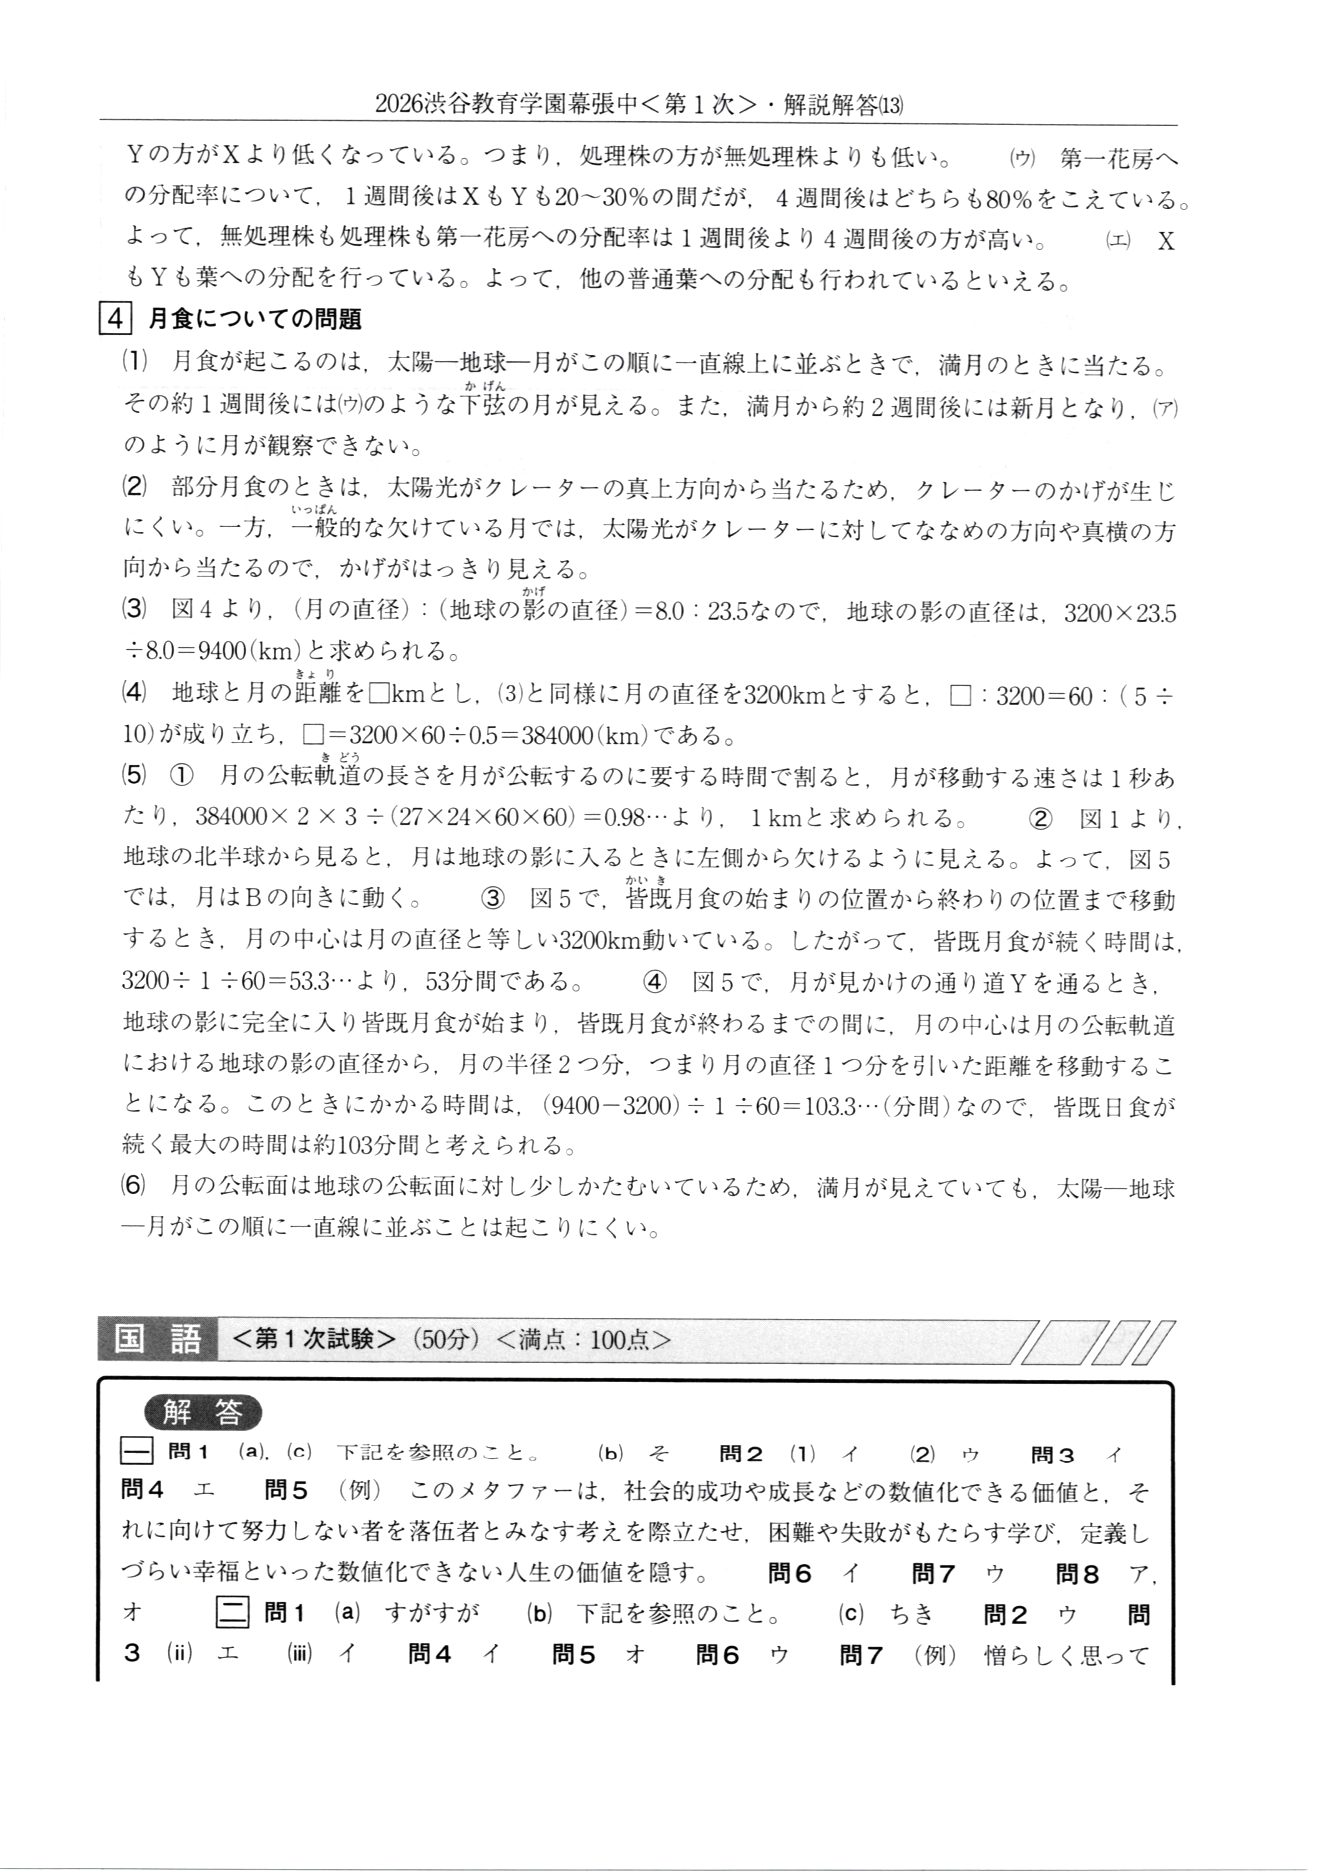 2026渋谷教育学園幕張中＜第１次＞・解説解答⒀
Ｙの方がＸより低くなっている。つまり，処理株の方が無処理株よりも低い。　㈦　第一花房へ
の分配率について，１週間後はＸもＹも20～30％の間だが，４週間後はどちらも80％をこえている。
よって，無処理株も処理株も第一花房への分配率は１週間後より４週間後の方が高い。　(エ)　Ｘ
もＹも葉への分配を行っている。よって，他の普通葉への分配も行われているといえる。
４　月食についての問題
⑴　月食が起こるのは，太陽―地球―月がこの順に一直線上に並ぶときで，満月のときに当たる。
その約１週間後には(ウ)のような下弦の月が見える。また，満月から約２週間後には新月となり，(ア)
のように月が観察できない。
⑵　部分月食のときは，太陽光がクレーターの真上方向から当たるため，クレーターのかげが生じ
にくい。一方，一般的な欠けている月では，太陽光がクレーターに対してななめの方向や真横の方
向から当たるので，かげがはっきり見える。
⑶　図４より，（月の直径）：（地球の影の直径）＝8.0：23.5なので，地球の影の直径は，3200×23.5
÷8.0＝9400(km)と求められる。
⑷　地球と月の距離を□kmとし，⑶と同様に月の直径を3200kmとすると，□：3200＝60：（５÷
10)が成り立ち，□＝3200×60÷0.5＝384000(km)である。
⑸　①　月の公転軌道の長さを月が公転するのに要する時間で割ると，月が移動する速さは１秒あ
たり，384000×２×３÷(27×24×60×60)＝0.98…より，１kmと求められる。　②　図１より，
地球の北半球から見ると，月は地球の影に入るときに左側から欠けるように見える。よって，図５
では，月はＢの向きに動く。　③　図５で，皆既月食の始まりの位置から終わりの位置まで移動
するとき，月の中心は月の直径と等しい3200km動いている。したがって，皆既月食が続く時間は，
3200÷１÷60＝53.3…より，53分間である。　④　図５で，月が見かけの通り道Ｙを通るとき，
地球の影に完全に入り皆既月食が始まり，皆既月食が終わるまでの間に，月の中心は月の公転軌道
における地球の影の直径から，月の半径２つ分，つまり月の直径１つ分を引いた距離を移動するこ
とになる。このときにかかる時間は，(9400－3200)÷１÷60＝103.3…(分間)なので，皆既日食が
続く最大の時間は約103分間と考えられる。
⑹　月の公転面は地球の公転面に対し少しかたむいているため，満月が見えていても，太陽―地球
―月がこの順に一直線に並ぶことは起こりにくい。
国　語　＜第１次試験＞（50分）＜満点：100点＞
解　答
一　問１　(a)，(c)　下記を参照のこと。　(b)　そ　問２　(1)　イ　(2)　ウ　問３　イ
問４　エ　問５　（例）　このメタファーは，社会的成功や成長などの数値化できる価値と，そ
れに向けて努力しない者を落伍者とみなす考えを際立たせ，困難や失敗がもたらす学び，定義し
づらい幸福といった数値化できない人生の価値を隠す。　問６　イ　問７　ウ　問８　ア，
オ　二　問１　(a)　すがすが　(b)　下記を参照のこと。　(c)　ちき　問２　ウ　問
３　(ii)　エ　(iii)　イ　問４　イ　問５　オ　問６　ウ　問７　（例）　憎らしく思って